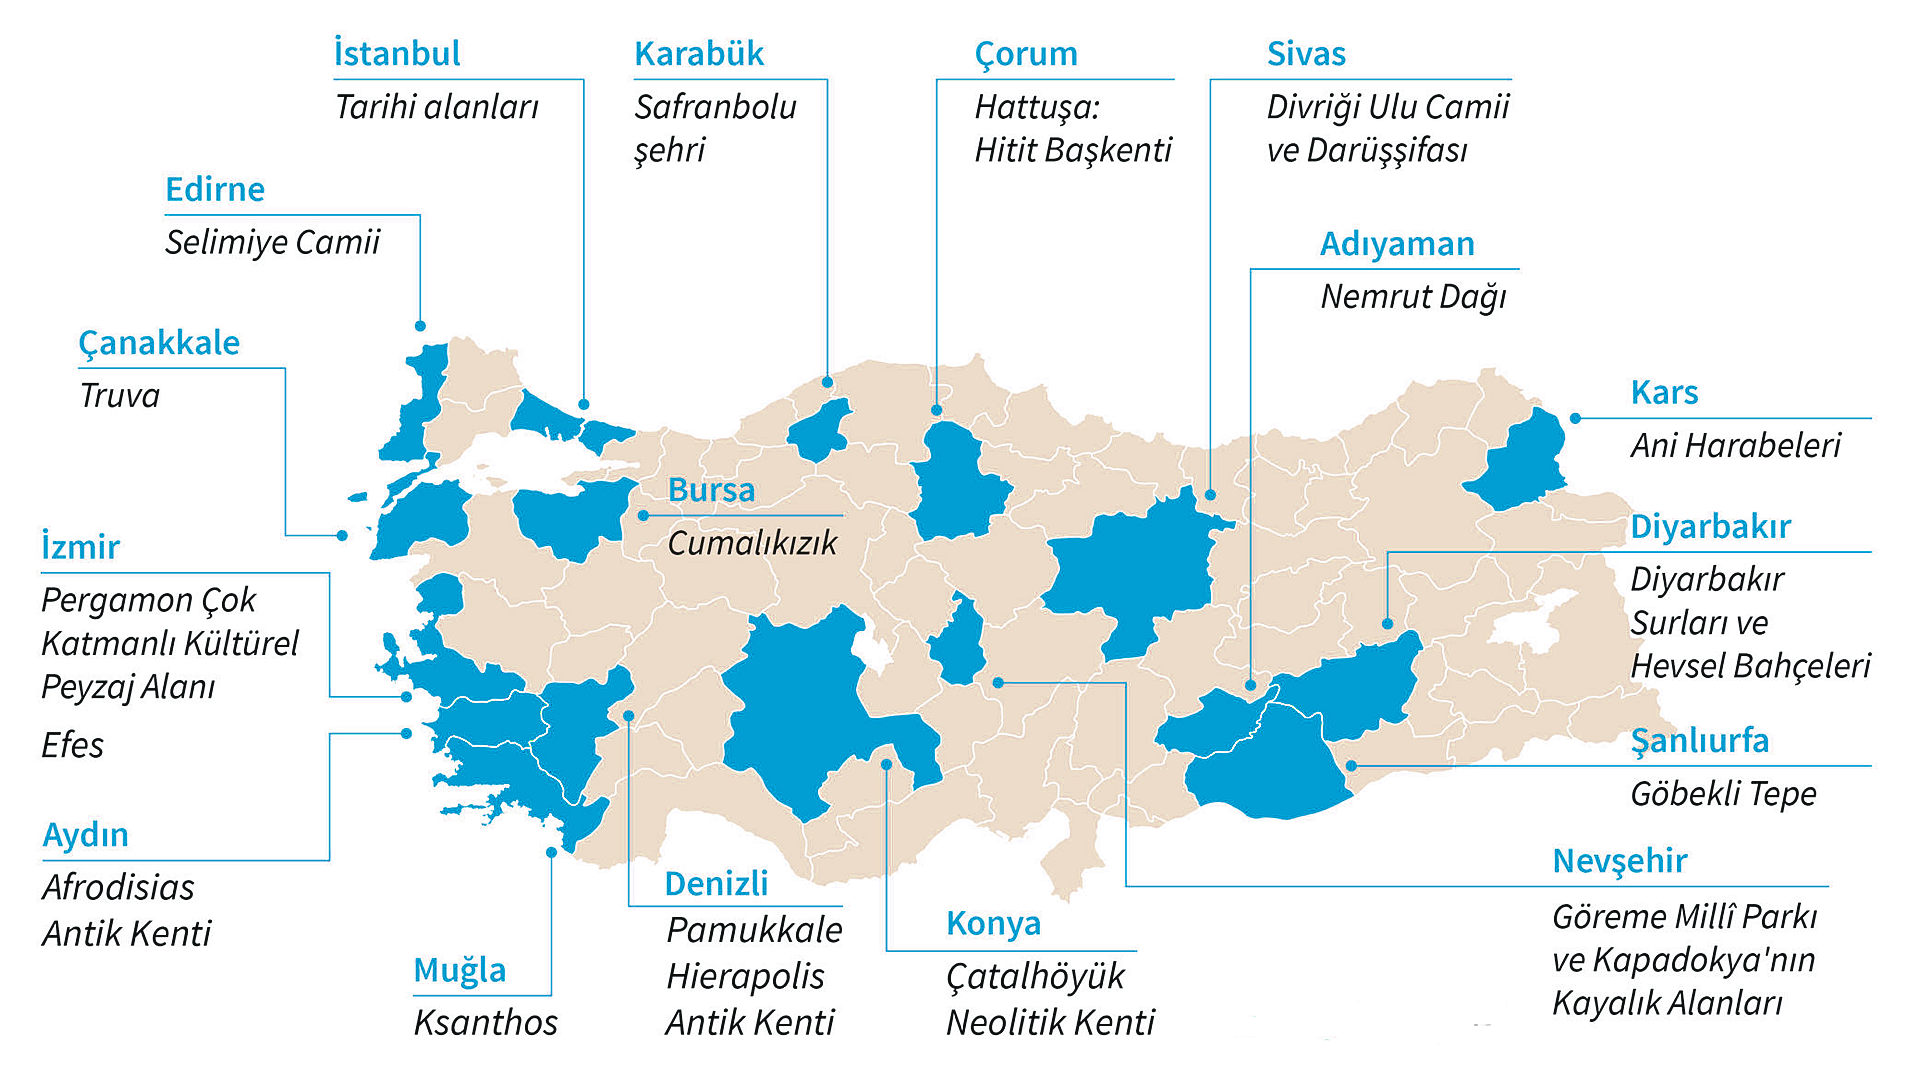 İstanbul
Tarihi alanları
Karabük
Safranbolu
şehri
Çorum
Hattuşa:
Hitit Başkenti
Sivas
Divriği Ulu Camii
ve Darüşşifası
Edirne
Selimiye Camii
Adıyaman
Nemrut Dağı
Çanakkale
Truva
Kars
Ani Harabeleri
Bursa
Cumalıkızık
İzmir
Pergamon Çok
Katmanlı Kültürel
Peyzaj Alanı
Efes
Diyarbakır
Diyarbakır
Surları ve
Hevsel Bahçeleri
Şanlıurfa
Göbekli Tepe
Aydın
Afrodisias
Antik Kenti
Muğla
Ksanthos
Denizli
Pamukkale
Hierapolis
Antik Kenti
Konya
Çatalhöyük
Neolitik Kenti
Nevşehir
Göreme Millî Parkı
ve Kapadokya'nın
Kayalık Alanları